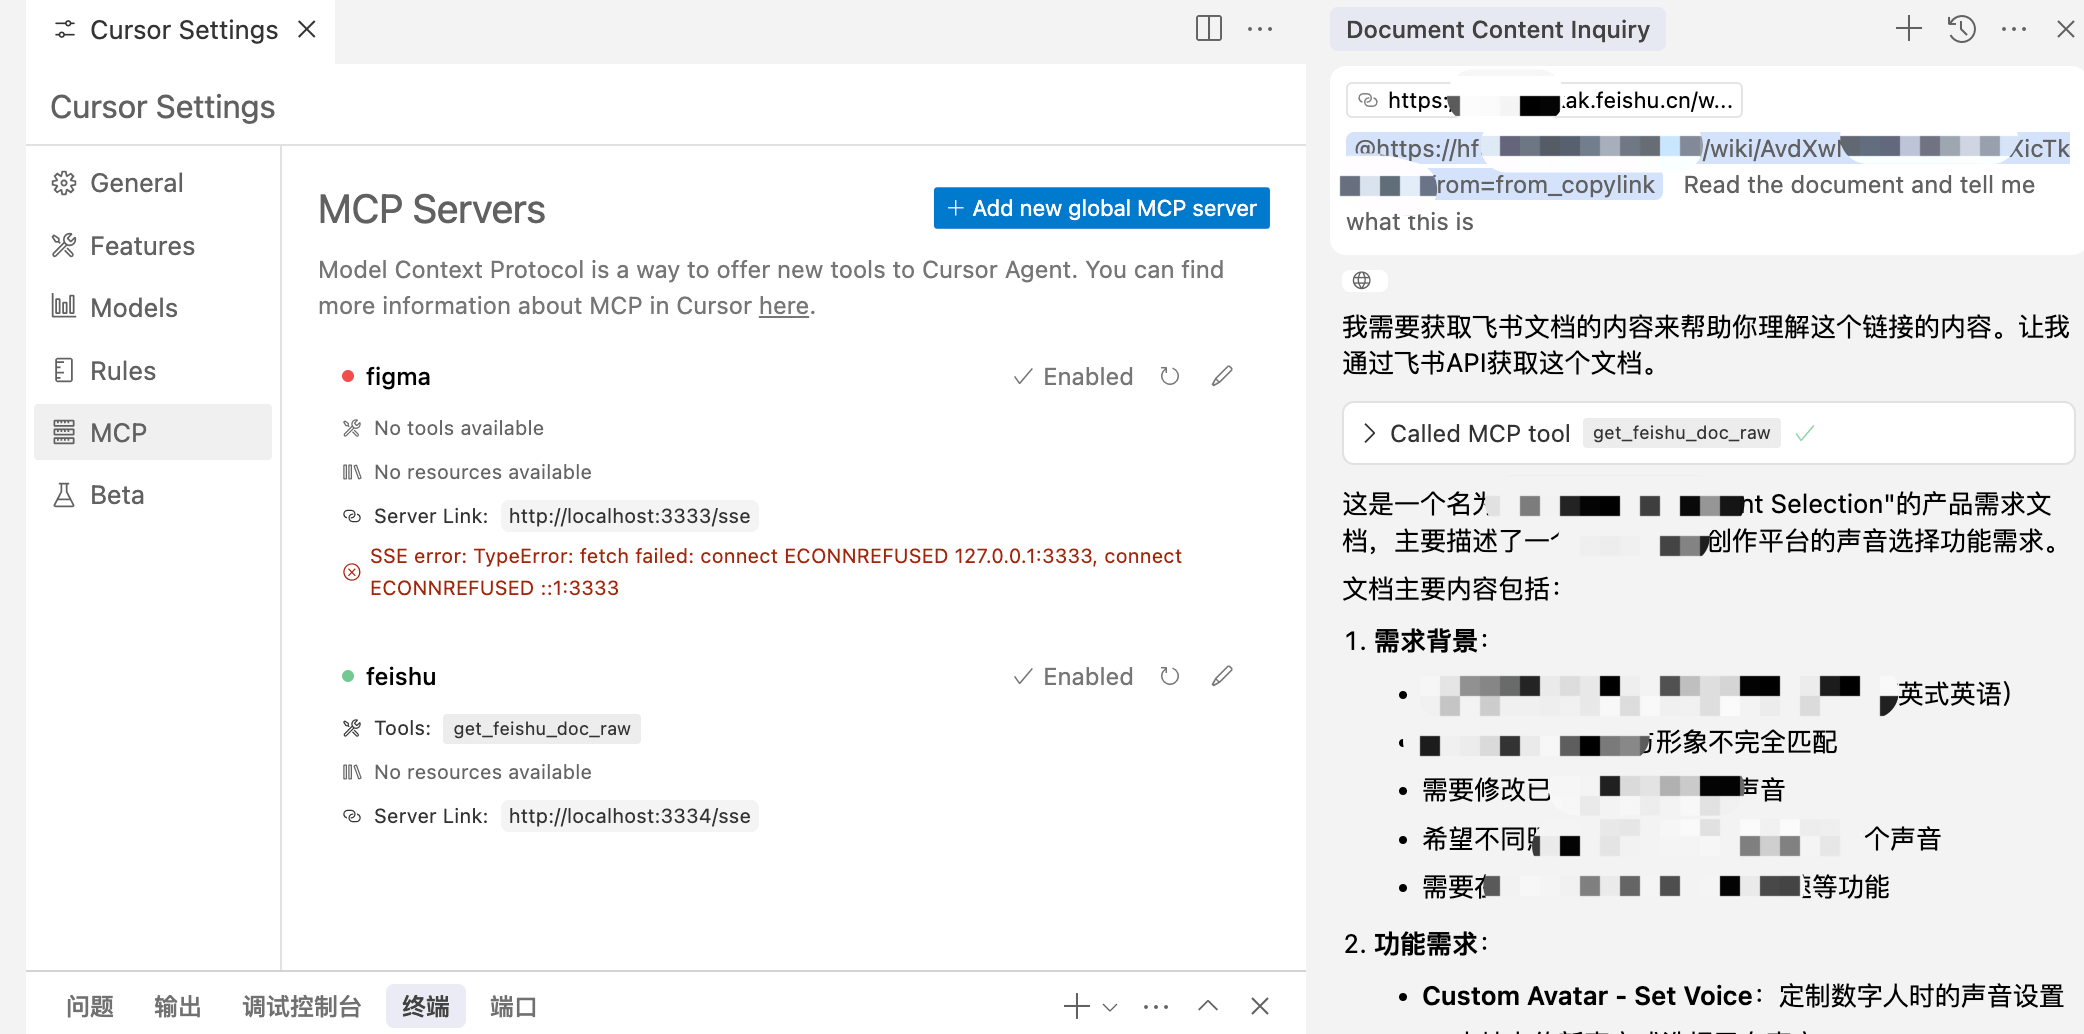 Cursor Settings
Cursor Settings
General
Features
Models
Rules
MCP
Beta
MCP Servers
+ Add new global MCP server
Model Context Protocol is a way to offer new tools to Cursor Agent. You can find
more information about MCP in Cursor here.
figma
Enabled
No tools available
No resources available
Server Link: http://localhost:3333/sse
SSE error: TypeError: fetch failed: connect ECONNREFUSED 127.0.0.1:3333, connect
ECONNREFUSED ::1:3333
feishu
Enabled
Tools: get_feishu_doc_raw
No resources available
Server Link: http://localhost:3334/sse
问题 输出 调试控制台 终端 端口
Document Content Inquiry
https: ak.feishu.cn/w...
@https://hf /wiki/AvdXw XicTk
rom=from_copylink Read the document and tell me
what this is
我需要获取飞书文档的内容来帮助你理解这个链接的内容。让我
通过飞书API获取这个文档。
Called MCP tool get_feishu_doc_raw
这是一个名为 nt Selection"的产品需求文
档，主要描述了一个 创作平台的声音选择功能需求。
文档主要内容包括：
1. 需求背景：
• 英式英语）
• 形象不完全匹配
• 需要修改已 声音
• 希望不同 个声音
• 需要在 等功能
2. 功能需求：
• Custom Avatar - Set Voice：定制数字人时的声音设置